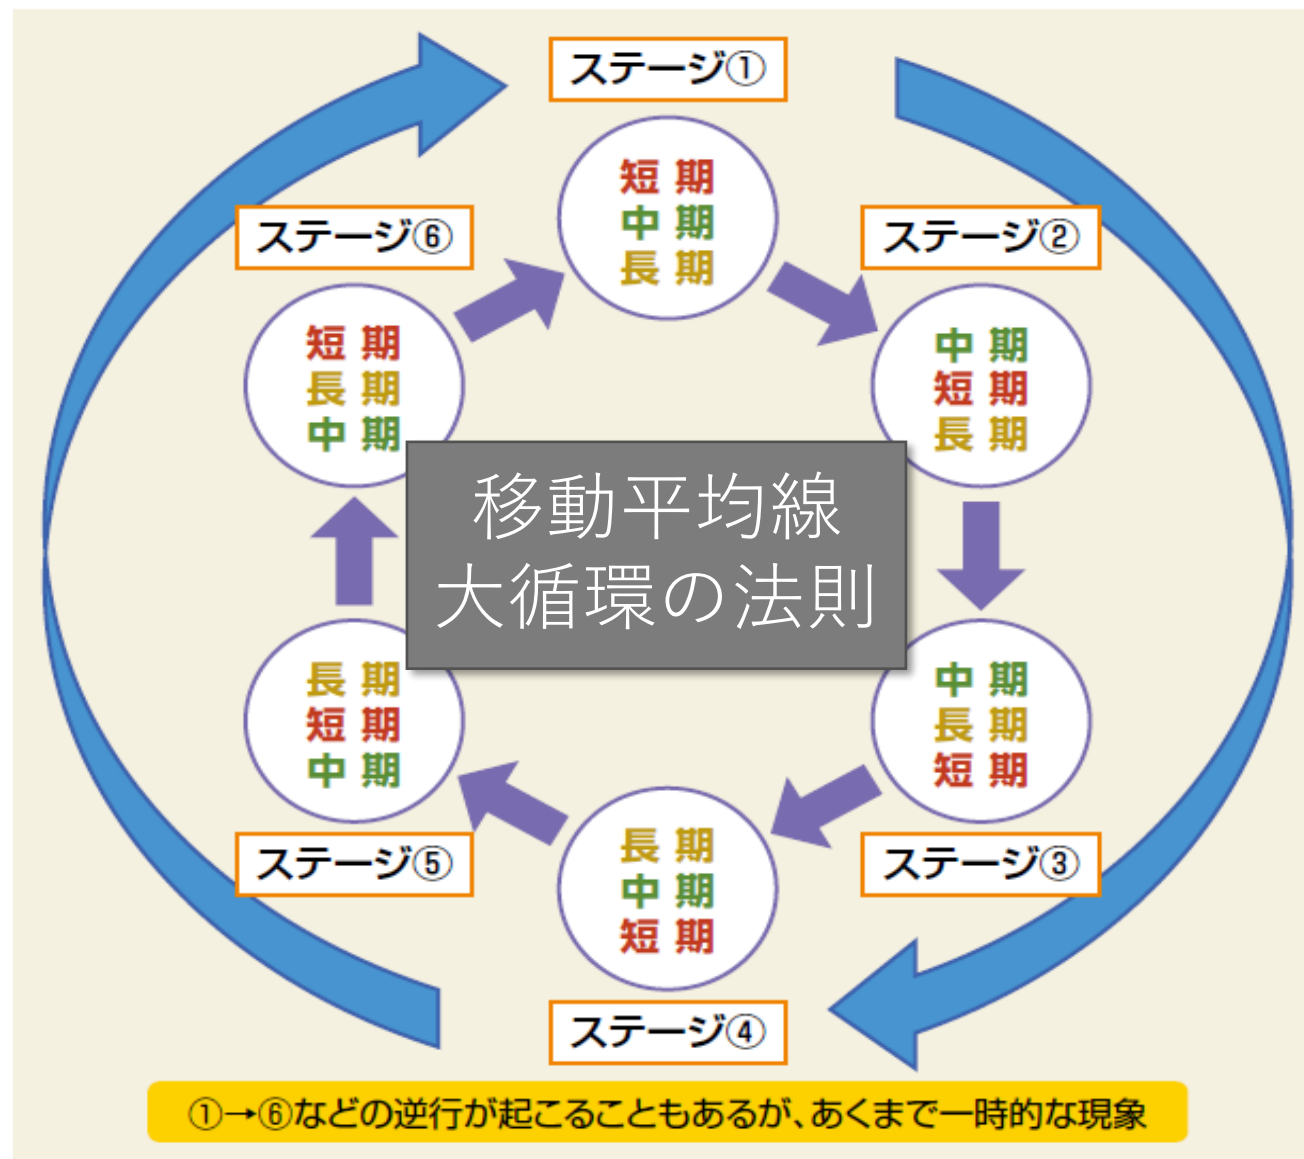 ステージ①
短期
中期
長期
ステージ②
中期
短期
長期
ステージ③
中期
長期
短期
ステージ④
長期
中期
短期
ステージ⑤
長期
短期
中期
ステージ⑥
短期
長期
中期
移動平均線
大循環の法則
①→⑥などの逆行が起こることもあるが、あくまで一時的な現象